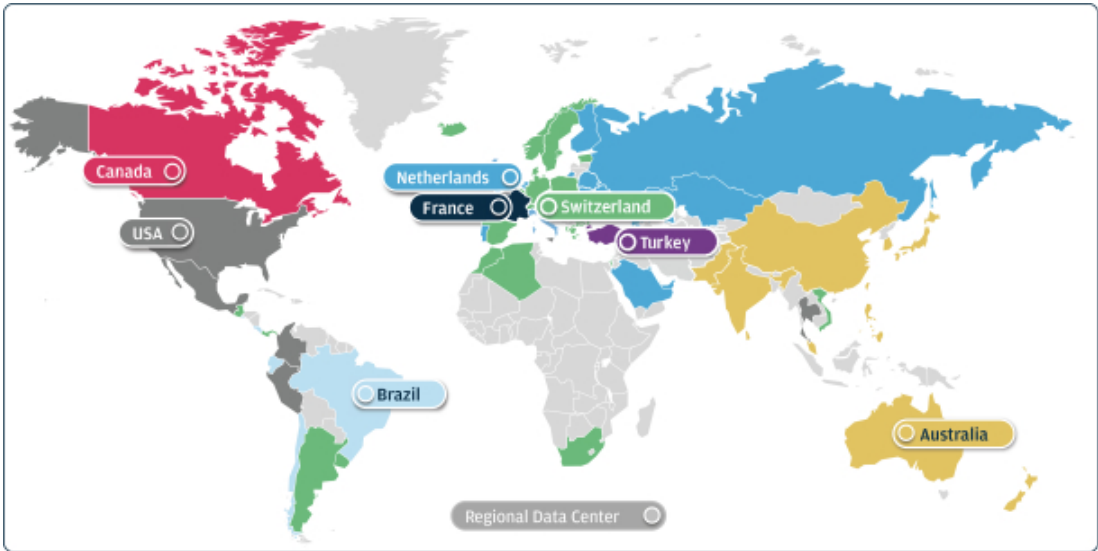 Canada
Netherlands
France
Switzerland
USA
Turkey
Brazil
Australia
Regional Data Center